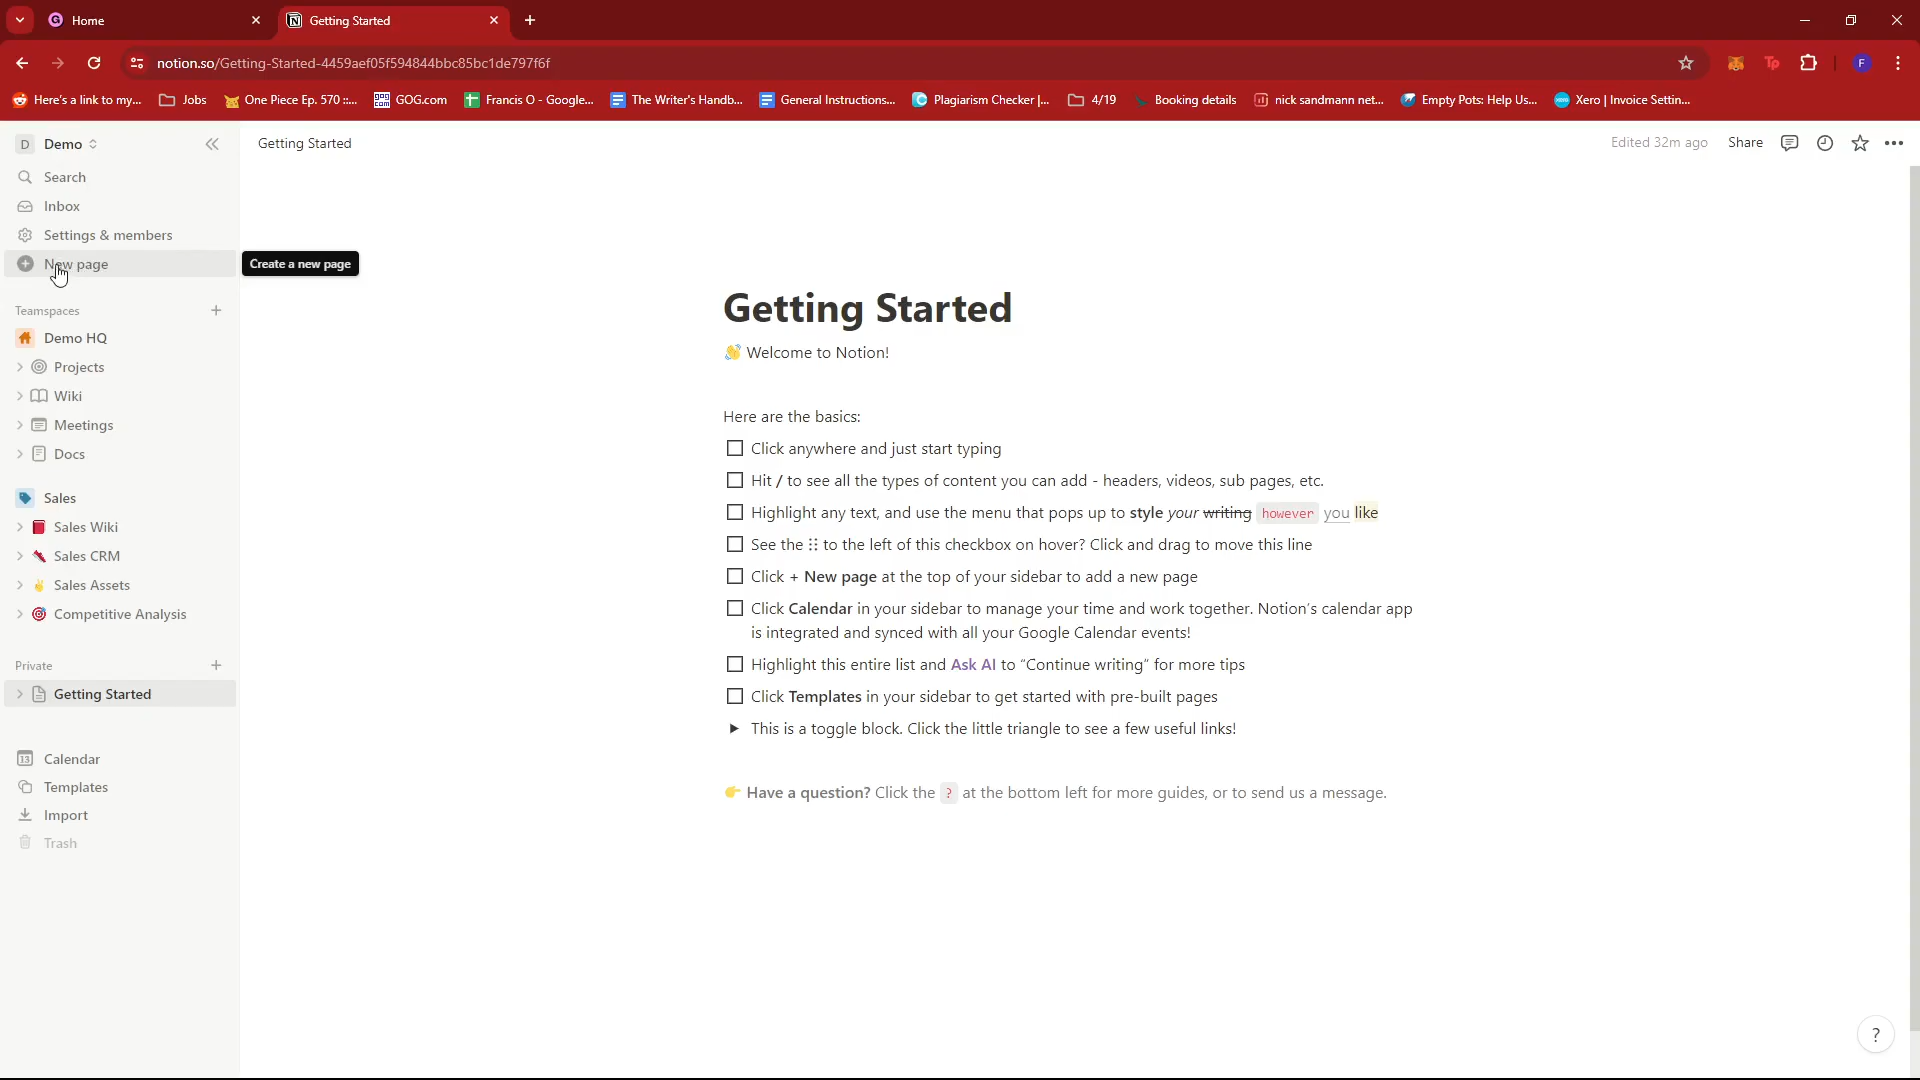 Home
Getting Started
notion.so/Getting-Started-4459aef05f594844bbc85bc1de797f6f
F
Here's a link to my...
Jobs
One Piece Ep. 570 ::...
GOG.com
Francis O - Google...
The Writer's Handb...
General Instructions...
Plagiarism Checker |...
4/19
Booking details
nick sandmann net...
Empty Pots: Help Us...
Xero | Invoice Settin...
D Demo
Getting Started
Edited 32m ago
Share
Search
Inbox
Settings & members
New page
Create a new page
Teamspaces
Demo HQ
Projects
Wiki
Meetings
Docs
Sales
Sales Wiki
Sales CRM
Sales Assets
Competitive Analysis
Private
Getting Started
13 Calendar
Templates
Import
Trash
Getting Started
👋 Welcome to Notion!
Here are the basics:
Click anywhere and just start typing
Hit / to see all the types of content you can add - headers, videos, sub pages, etc.
Highlight any text, and use the menu that pops up to style your writing however you like
See the ⋮⋮ to the left of this checkbox on hover? Click and drag to move this line
Click + New page at the top of your sidebar to add a new page
Click Calendar in your sidebar to manage your time and work together. Notion's calendar app
is integrated and synced with all your Google Calendar events!
Highlight this entire list and Ask AI to "Continue writing" for more tips
Click Templates in your sidebar to get started with pre-built pages
This is a toggle block. Click the little triangle to see a few useful links!
👉 Have a question? Click the ? at the bottom left for more guides, or to send us a message.
?